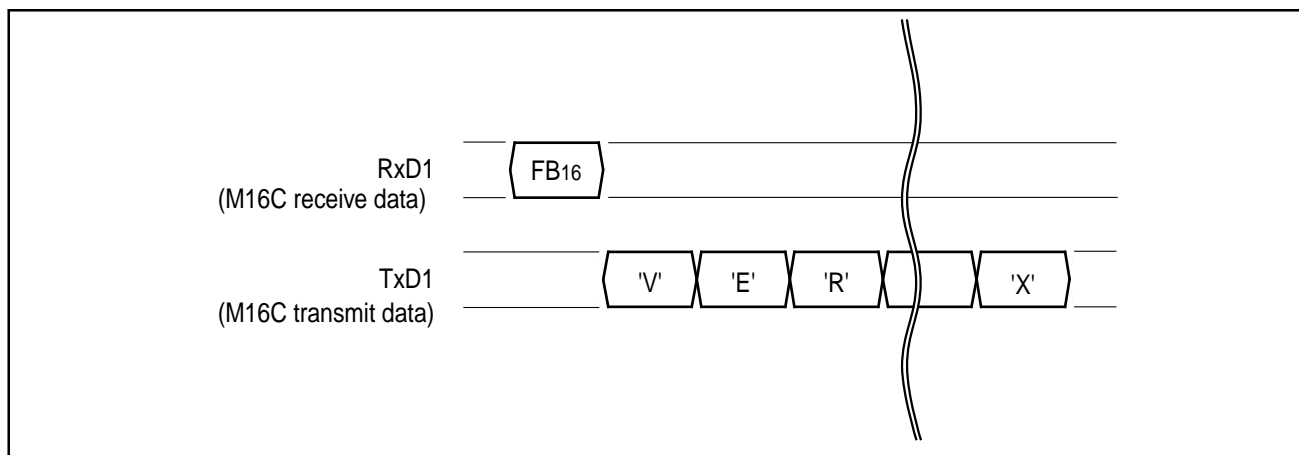 RxD1 FB16
(M16C receive data)
TxD1 'V' 'E' 'R' 'X'
(M16C transmit data)